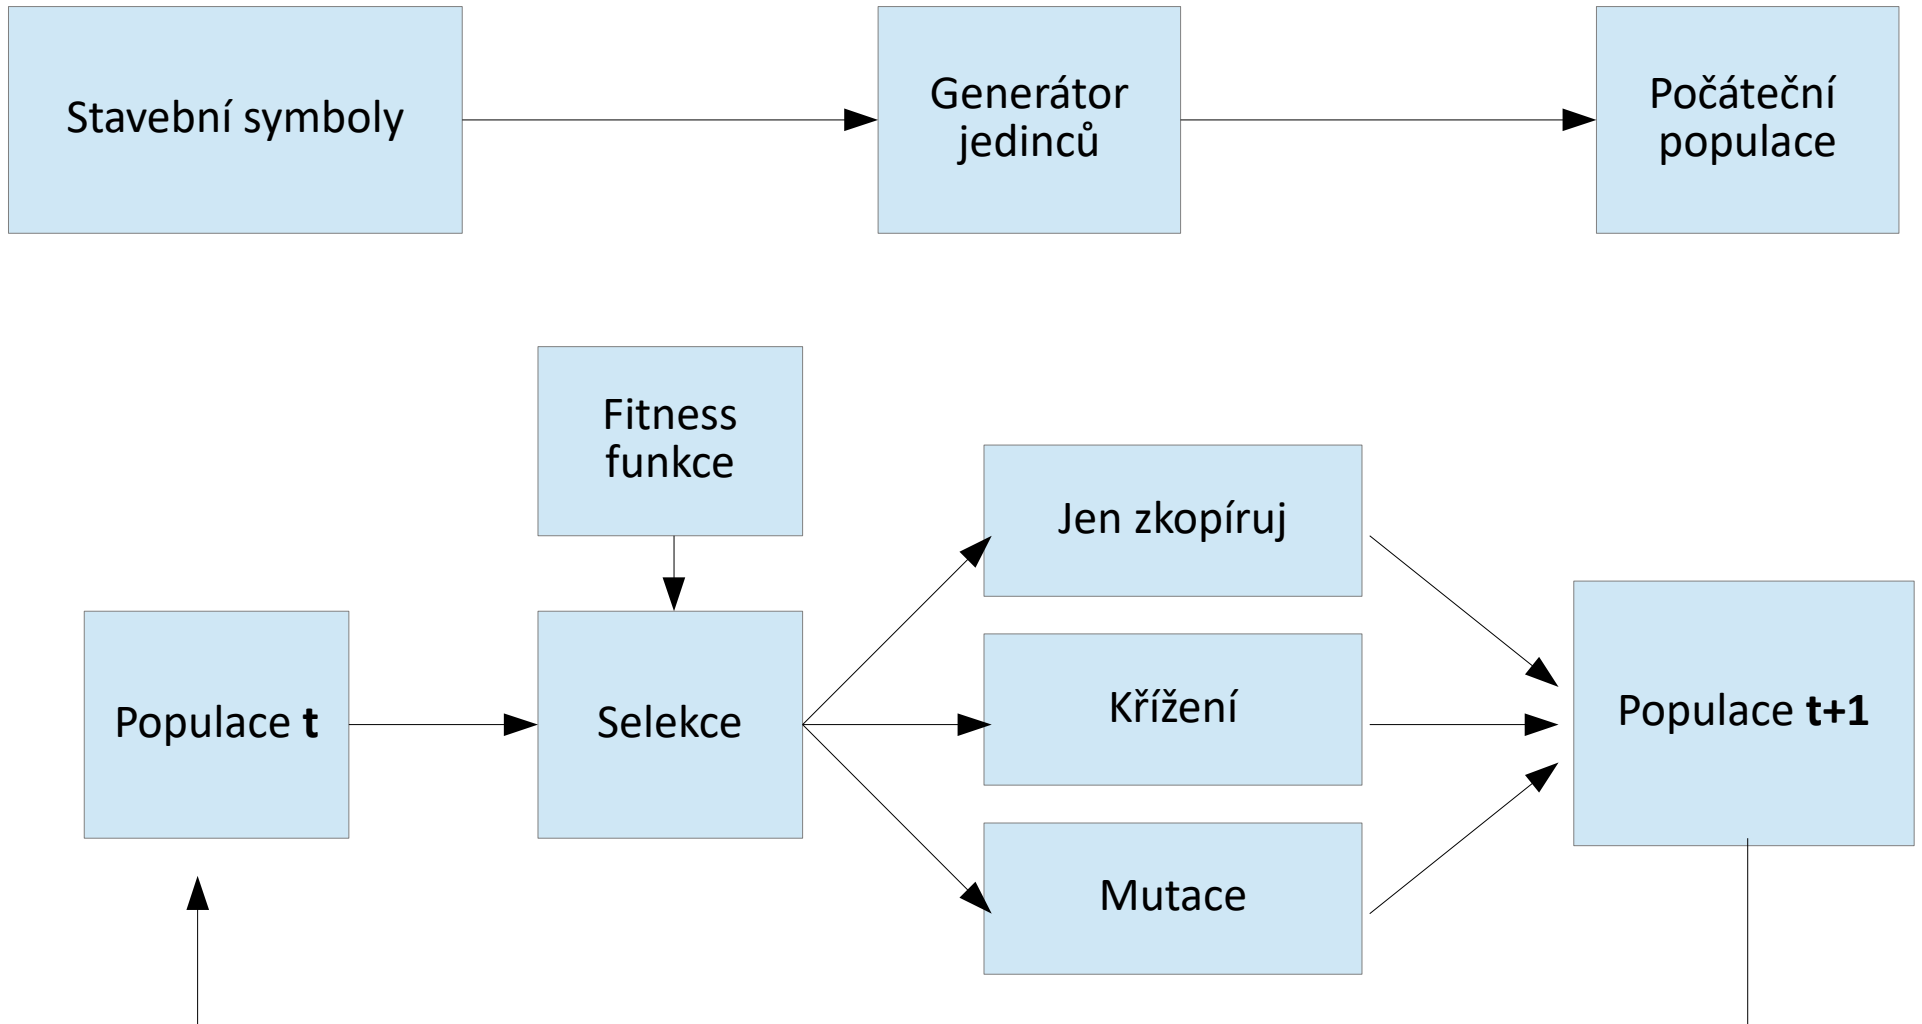 Stavební symboly
Generátor
jedinců
Počáteční
populace
Fitness
funkce
Jen zkopíruj
Populace t
Selekce
Křížení
Populace t+1
Mutace